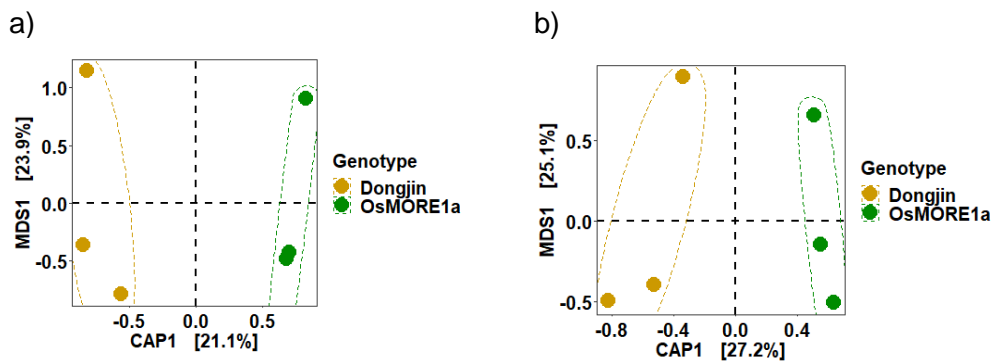 a)
MDS1 [23.9%]
1.0
0.5
0.0
-0.5
-0.5 0.0 0.5
CAP1 [21.1%]
Genotype
Dongjin
OsMORE1a
b)
MDS1 [25.1%]
0.5
0.0
-0.5
-0.8 -0.4 0.0 0.4
CAP1 [27.2%]
Genotype
Dongjin
OsMORE1a